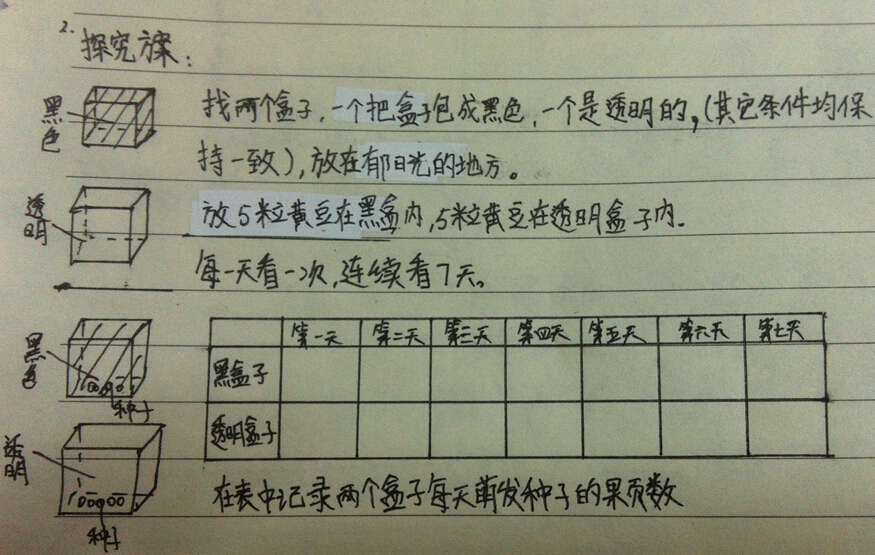 2.
探究方案：
黑色
找两个盒子，一个把盒子包成黑色，一个是透明的，(其它条件均保
持一致），放在有阳光的地方。
透明
放5粒黄豆在黑盒内，5粒黄豆在透明盒子内.
每一天看一次，连续看7天。
第一天 第二天 第三天 第四天 第五天 第六天 第七天
黑色
黑盒子
种子
透明盒子
透明
在表中记录两个盒子每天萌发种子的果页数
种子